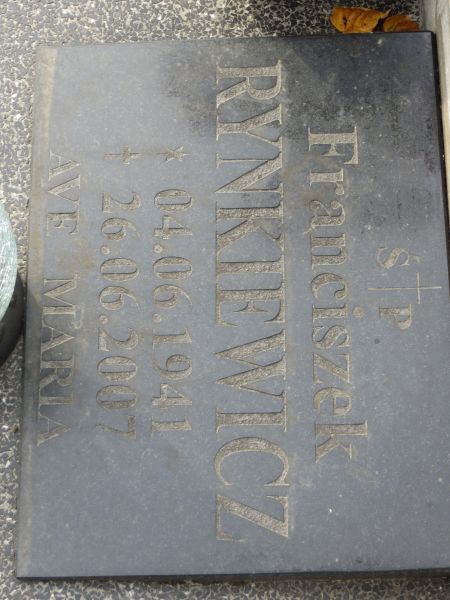 S†P
Franciszek
RYNKIEWICZ
* 04.06.1941
† 26.06.2007
AVE MARIA